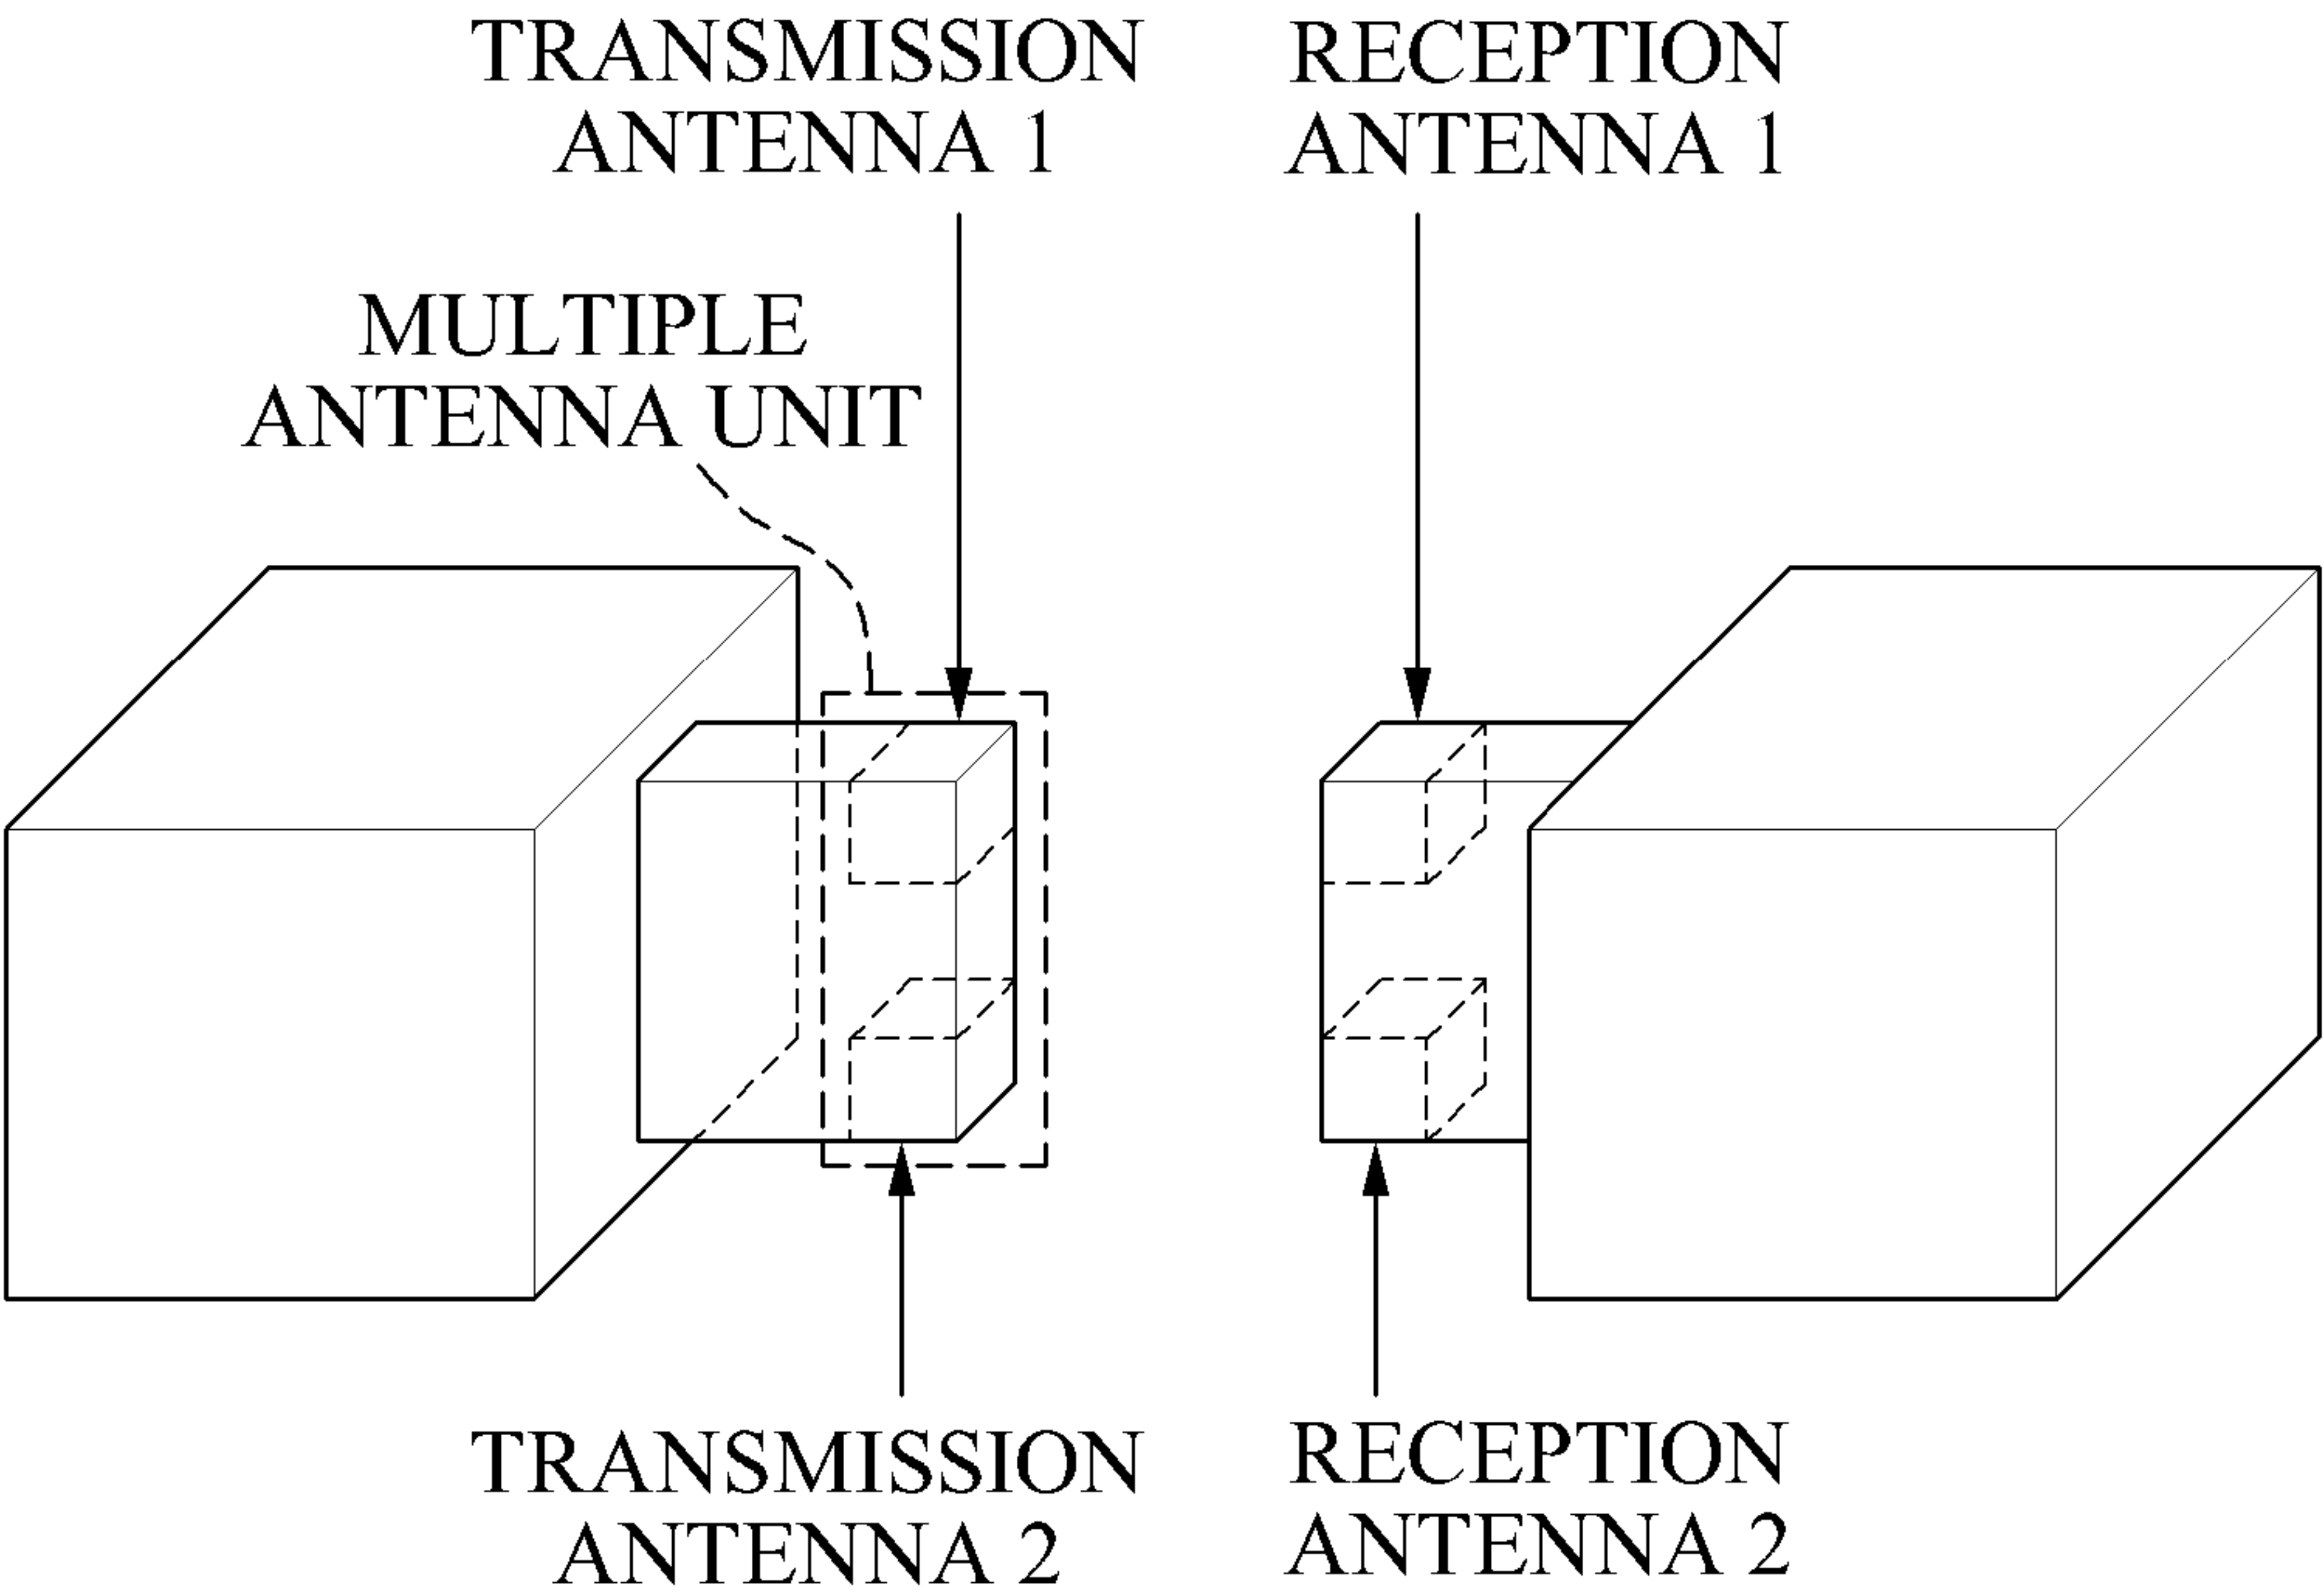 TRANSMISSION
ANTENNA 1
RECEPTION
ANTENNA 1
MULTIPLE
ANTENNA UNIT
TRANSMISSION
ANTENNA 2
RECEPTION
ANTENNA 2